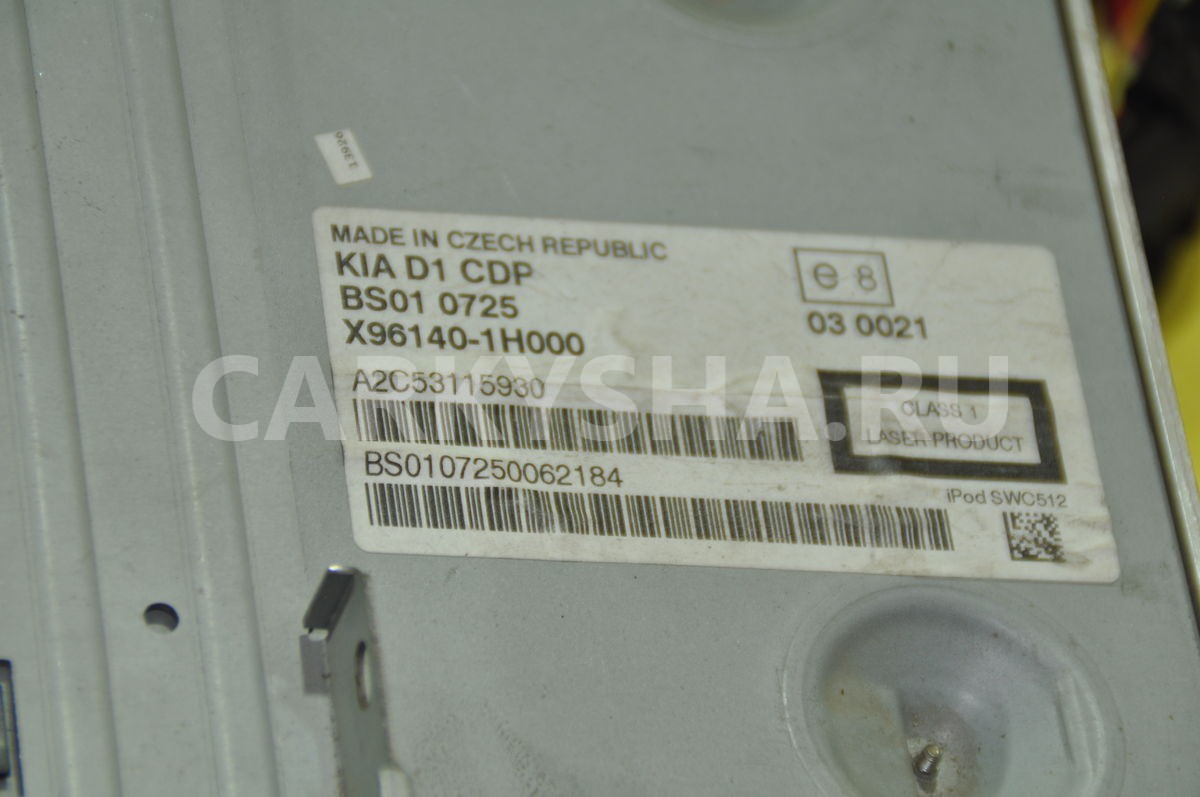 13926
MADE IN CZECH REPUBLIC
KIA D1 CDP
BS01 0725
X96140-1H000
e 8
03 0021
A2C53115930
CLASS 1
LASER PRODUCT
BS0107250062184
iPod SWC512
CARKYSHA.RU